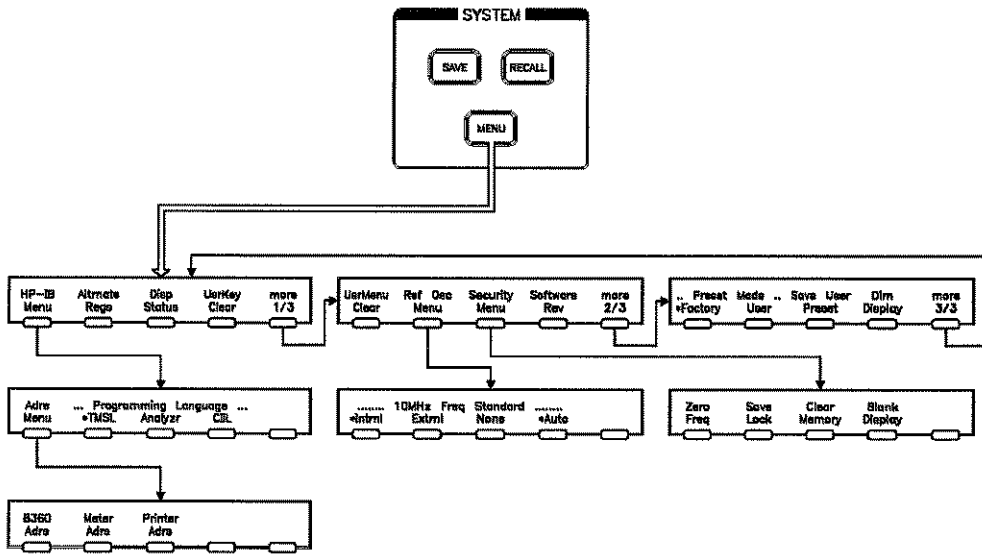 SYSTEM
SAVE RECALL
MENU
HP-IB Altrnate Disp UsrKey more
Menu Regs Status Clear 1/3
UsrMenu Ref Osc Security Software more
Clear Menu Menu Rev 2/3
.. Preset Mode .. Save User Dim more
*Factory User Preset Display 3/3
Adrs ... Programming Language ...
Menu *TMSL Analyzr CIIL
........ 10MHz Freq Standard ........
*Intrnl Extrnl None *Auto
Zero Save Clear Blank
Freq Lock Memory Display
8360 Meter Printer
Adrs Adrs Adrs